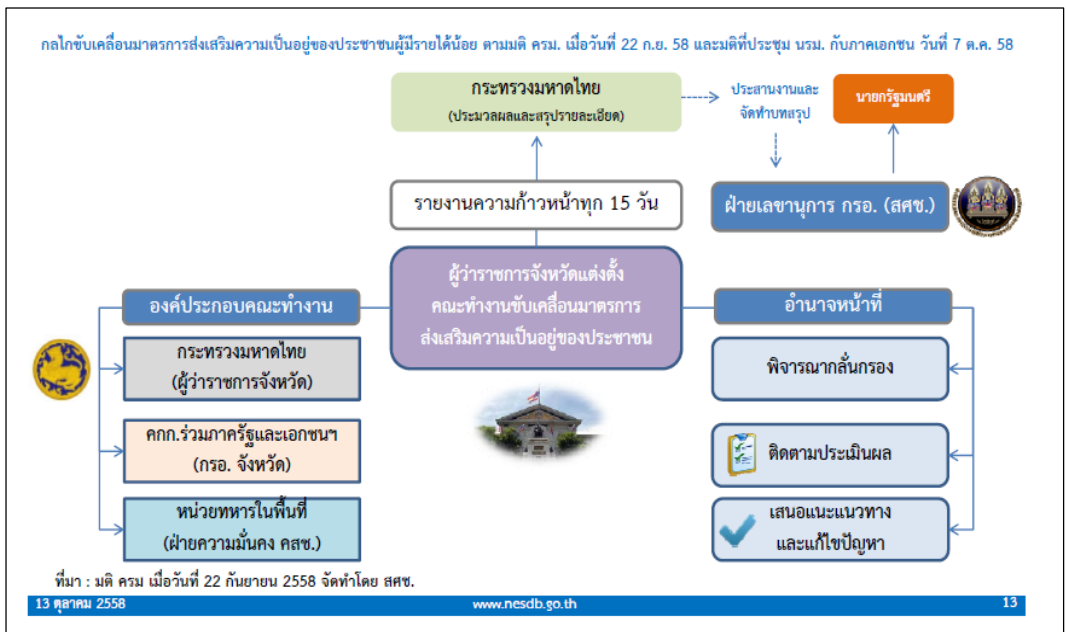 กลไกขับเคลื่อนมาตรการส่งเสริมความเป็นอยู่ของประชาชนผู้มีรายได้น้อย ตามมติ ครม. เมื่อวันที่ 22 ก.ย. 58 และมติที่ประชุม นรม. กับภาคเอกชน วันที่ 7 ต.ค. 58
กระทรวงมหาดไทย
(ประมวลผลและสรุปรายละเอียด)
ประสานงานและ
จัดทำบทสรุป
นายกรัฐมนตรี
รายงานความก้าวหน้าทุก 15 วัน
ฝ่ายเลขานุการ กรอ. (สศช.)
ผู้ว่าราชการจังหวัดแต่งตั้ง
คณะทำงานขับเคลื่อนมาตรการ
ส่งเสริมความเป็นอยู่ของประชาชน
องค์ประกอบคณะทำงาน
กระทรวงมหาดไทย
(ผู้ว่าราชการจังหวัด)
คกก.ร่วมภาครัฐและเอกชนฯ
(กรอ. จังหวัด)
หน่วยทหารในพื้นที่
(ฝ่ายความมั่นคง คสช.)
อำนาจหน้าที่
พิจารณากลั่นกรอง
ติดตามประเมินผล
เสนอแนะแนวทาง
และแก้ไขปัญหา
ที่มา : มติ ครม เมื่อวันที่ 22 กันยายน 2558 จัดทำโดย สศช.
13 ตุลาคม 2558
www.nesdb.go.th
13